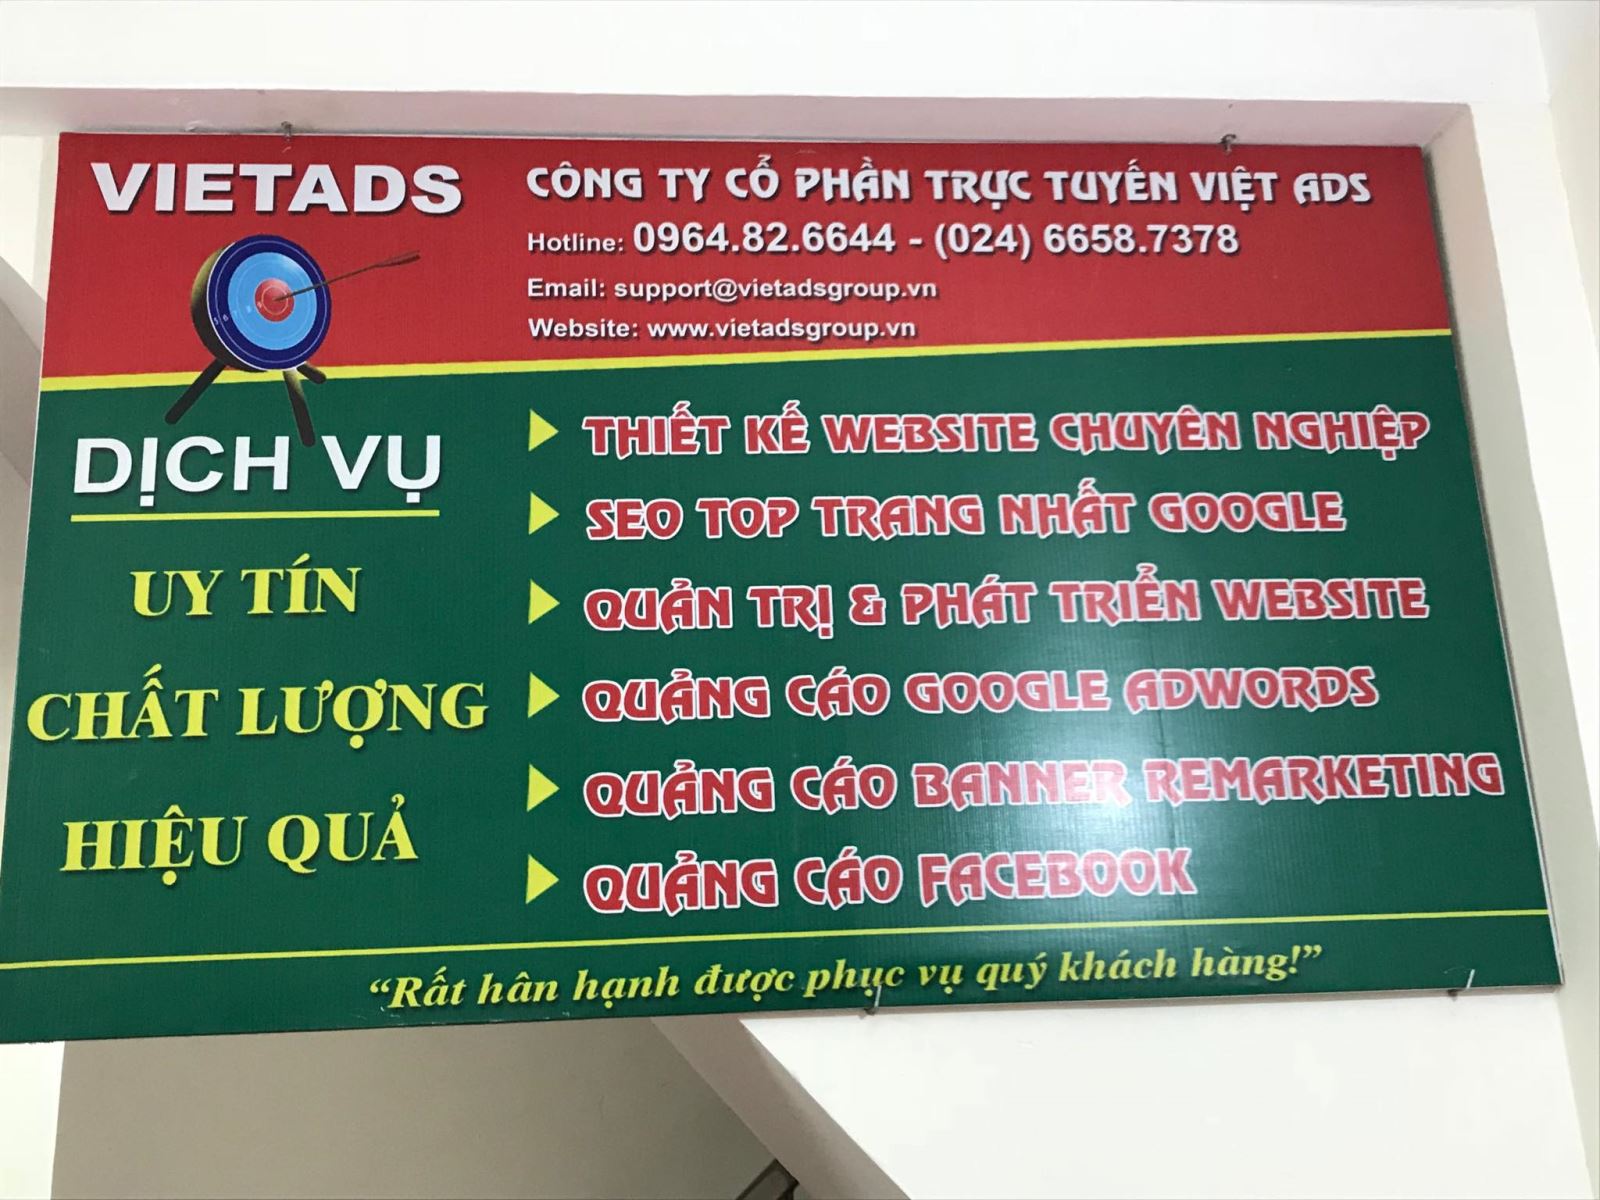 VIETADS
CÔNG TY CỔ PHẦN TRỰC TUYẾN VIỆT ADS
Hotline: 0964.82.6644 - (024) 6658.7378
Email: support@vietadsgroup.vn
Website: www.vietadsgroup.vn
DỊCH VỤ
UY TÍN
CHẤT LƯỢNG
HIỆU QUẢ
THIẾT KẾ WEBSITE CHUYÊN NGHIỆP
SEO TOP TRANG NHẤT GOOGLE
QUẢN TRỊ & PHÁT TRIỂN WEBSITE
QUẢNG CÁO GOOGLE ADWORDS
QUẢNG CÁO BANNER REMARKETING
QUẢNG CÁO FACEBOOK
“Rất hân hạnh được phục vụ quý khách hàng!”